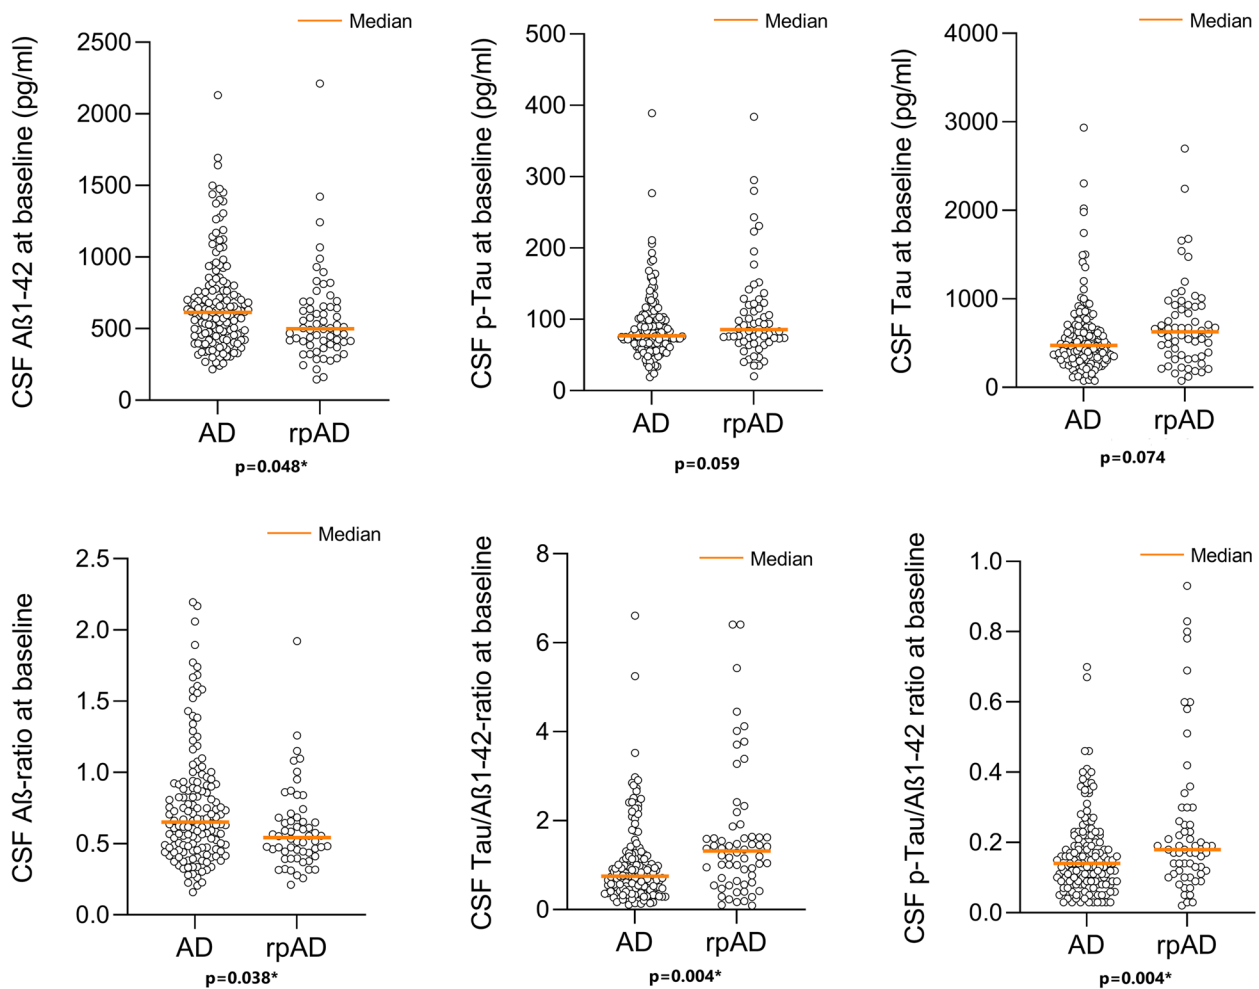 Median
CSF Aß1-42 at baseline (pg/ml)
2500
2000
1500
1000
500
0
AD
rpAD
p=0.048*
Median
CSF p-Tau at baseline (pg/ml)
500
400
300
200
100
0
AD
rpAD
p=0.059
Median
CSF Tau at baseline (pg/ml)
4000
3000
2000
1000
0
AD
rpAD
p=0.074
Median
CSF Aß-ratio at baseline
2.5
2.0
1.5
1.0
0.5
0.0
AD
rpAD
p=0.038*
Median
CSF Tau/Aß1-42-ratio at baseline
8
6
4
2
0
AD
rpAD
p=0.004*
Median
CSF p-Tau/Aß1-42 ratio at baseline
1.0
0.8
0.6
0.4
0.2
0.0
AD
rpAD
p=0.004*